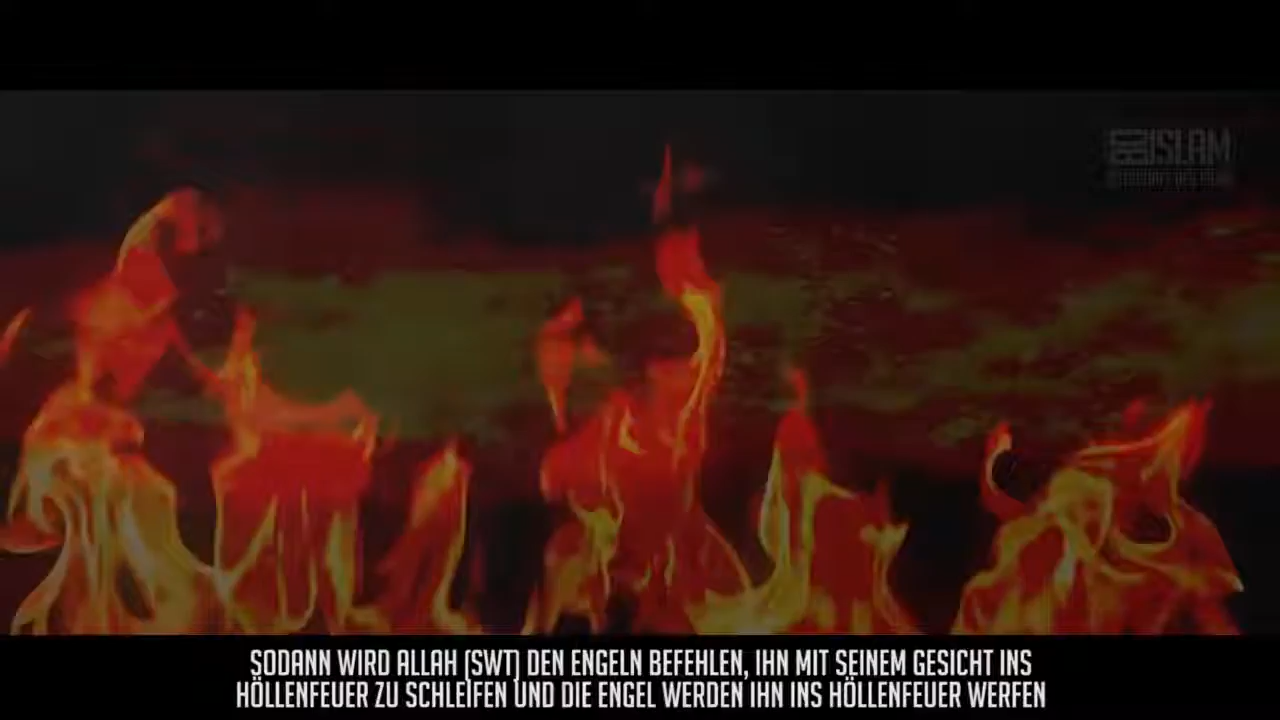 ISLAM
SODANN WIRD ALLAH (SWT) DEN ENGELN BEFEHLEN, IHN MIT SEINEM GESICHT INS
HÖLLENFEUER ZU SCHLEIFEN UND DIE ENGEL WERDEN IHN INS HÖLLENFEUER WERFEN